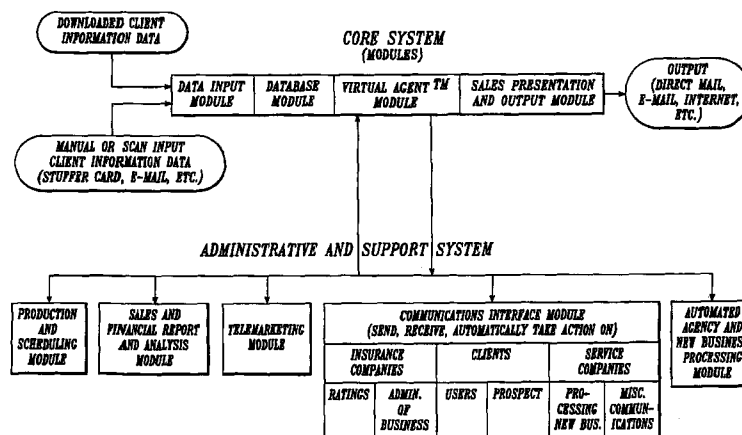 DOWNLOADED CLIENT
INFORMATION DATA
CORE SYSTEM
(MODULES)
DATA INPUT
MODULE
DATABASE
MODULE
VIRTUAL AGENT™
MODULE
SALES PRESENTATION
AND OUTPUT MODULE
OUTPUT
(DIRECT MAIL,
E-MAIL, INTERNET,
ETC.)
MANUAL OR SCAN INPUT
CLIENT INFORMATION DATA
(STUFFER CARD, E-MAIL, ETC.)
ADMINISTRATIVE AND SUPPORT SYSTEM
PRODUCTION
AND
SCHEDULING
MODULE
SALES AND
FINANCIAL REPORT
AND ANALYSIS
MODULE
TELEMARKETING
MODULE
COMMUNICATIONS INTERFACE MODULE
(SEND, RECEIVE, AUTOMATICALLY TAKE ACTION ON)
INSURANCE
COMPANIES
CLIENTS
SERVICE
COMPANIES
RATINGS
ADMIN.
OF
BUSINESS
USERS
PROSPECT
PRO-
CESSING
NEW BUS.
MISC.
COMMUN-
ICATIONS
AUTOMATED
AGENCY AND
NEW BUSINESS
PROCESSING
MODULE